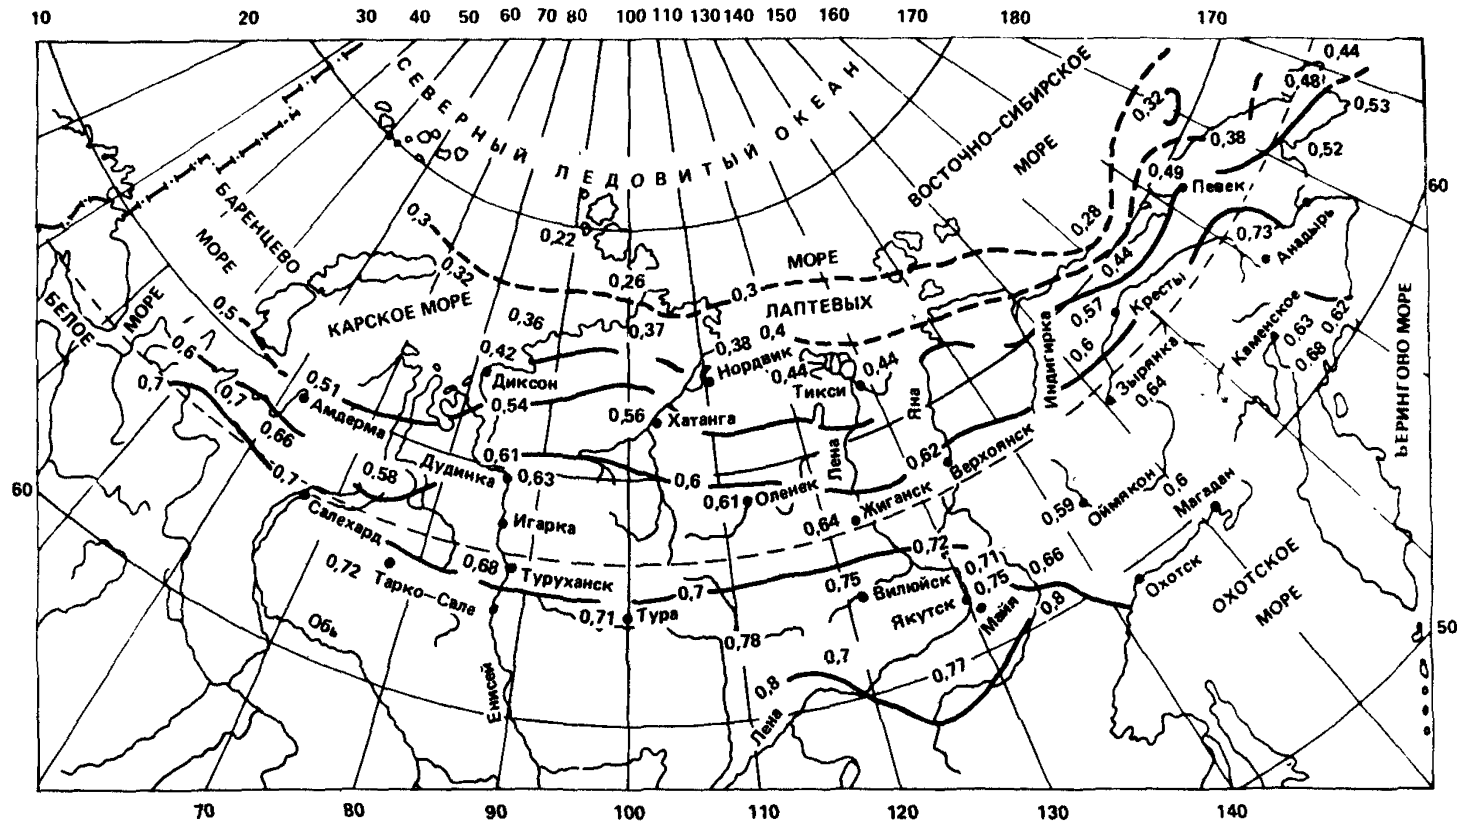 10 20 30 40 50 60 70 80 100 110 130 140 150 160 170 180 170
СЕВЕРНЫЙ ЛЕДОВИТЫЙ ОКЕАН
ВОСТОЧНО–СИБИРСКОЕ
МОРЕ
0,44
0,48
0,32
0,53
0,38
0,52
0,49
Певек
60
БАРЕНЦЕВО
МОРЕ
0,3
0,22
0,28
0,73
Анадырь
0,32
0,26
МОРЕ
0,3
ЛАПТЕВЫХ
0,44
БЕЛОЕ
МОРЕ
0,5
КАРСКОЕ МОРЕ
0,36
0,37
0,4
0,57
Кресты
Каменское
0,63
0,62
0,68
БЕРИНГОВО МОРЕ
0,6
0,42
0,38
Нордвик
0,44
0,44
Тикси
Индигирка
0,6
Зырянка
0,64
0,7
0,7
0,51
Амдерма
Диксон
0,54
0,56
Хатанга
Яна
0,66
0,61
Дудинка
0,63
0,6
Лена
0,62
Верхоянск
0,58
60
0,7
Салехард
Игарка
0,61
Оленек
0,64
Жиганск
0,59
Оймякон
0,6
Магадан
0,72
Тарко–Сале
0,68
Туруханск
0,7
0,72
0,71
0,66
0,75
Вилюйск
0,75
Якутск
Майя
0,8
Охотск
ОХОТСКОЕ
МОРЕ
Обь
0,71
Тура
0,78
0,7
0,77
50
0,8
Енисей
Лена
70 80 90 100 110 120 130 140